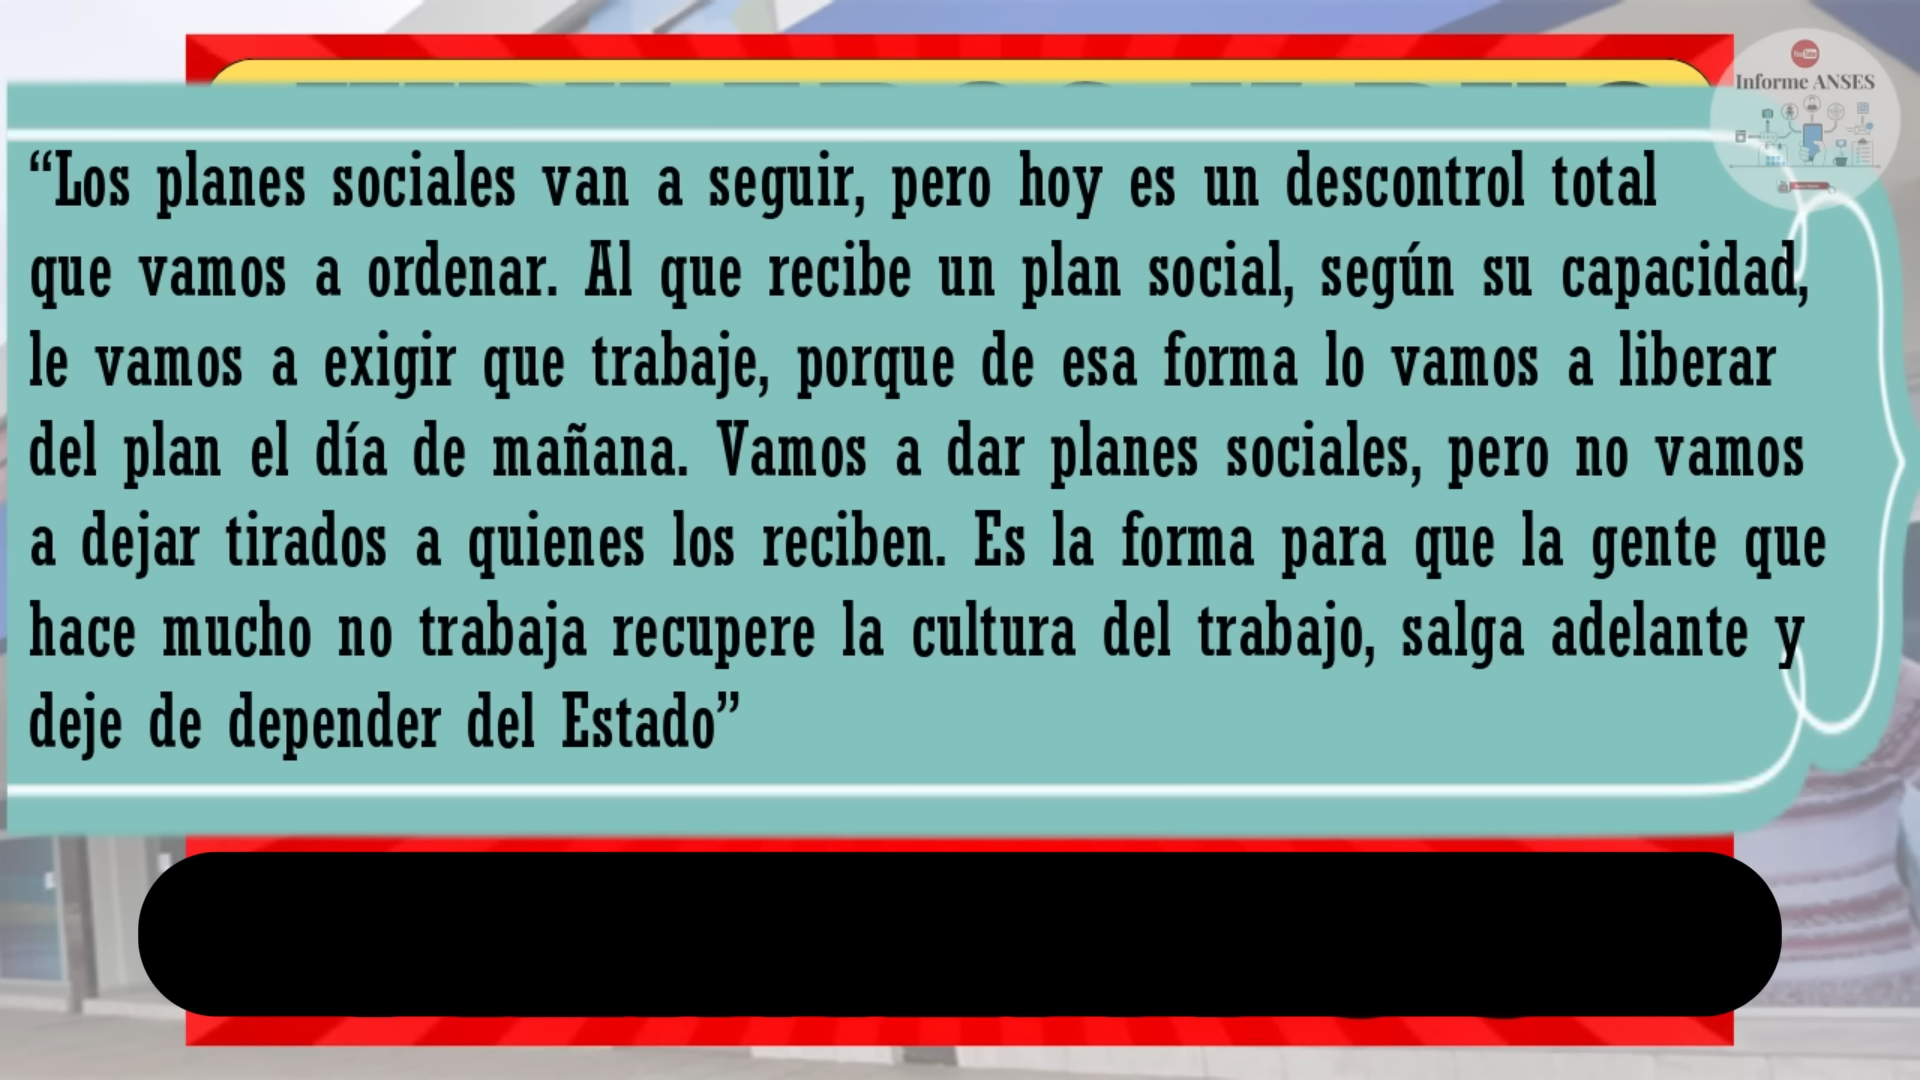 Informe ANSES
“Los planes sociales van a seguir, pero hoy es un descontrol total
que vamos a ordenar. Al que recibe un plan social, según su capacidad,
le vamos a exigir que trabaje, porque de esa forma lo vamos a liberar
del plan el día de mañana. Vamos a dar planes sociales, pero no vamos
a dejar tirados a quienes los reciben. Es la forma para que la gente que
hace mucho no trabaja recupere la cultura del trabajo, salga adelante y
deje de depender del Estado”